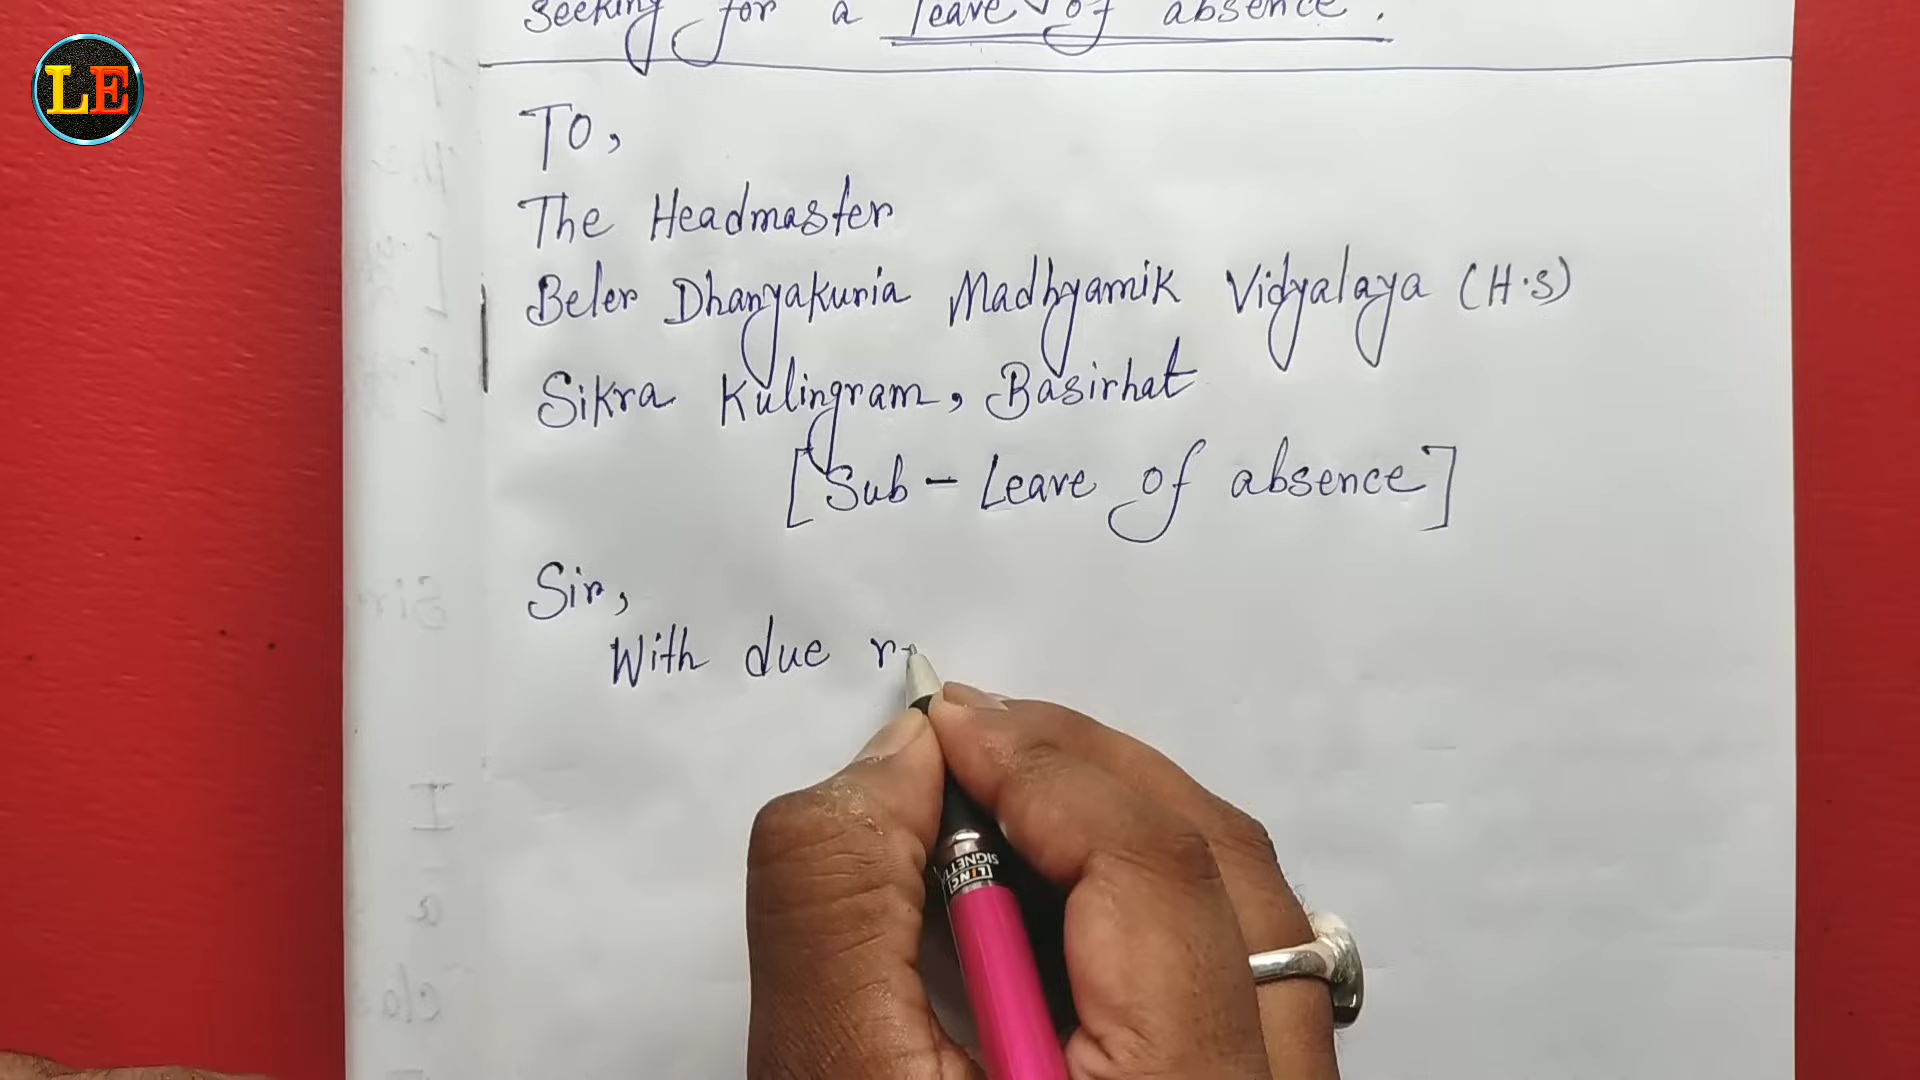 LE
seeking for a leave of absence.
TO,
The Headmaster
Beler Dhanyakuria Madhyamik Vidyalaya (H.S)
Sikra Kulingram, Basirhat
[Sub - Leave of absence]
Sir,
With due r
LINC
SIGNETTA